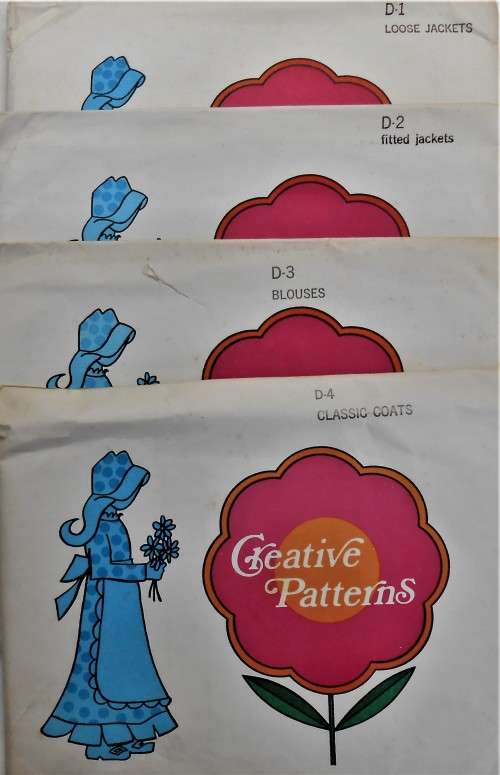 D-1
LOOSE JACKETS
D-2
fitted jackets
D-3
BLOUSES
D-4
CLASSIC COATS
Creative
Patterns